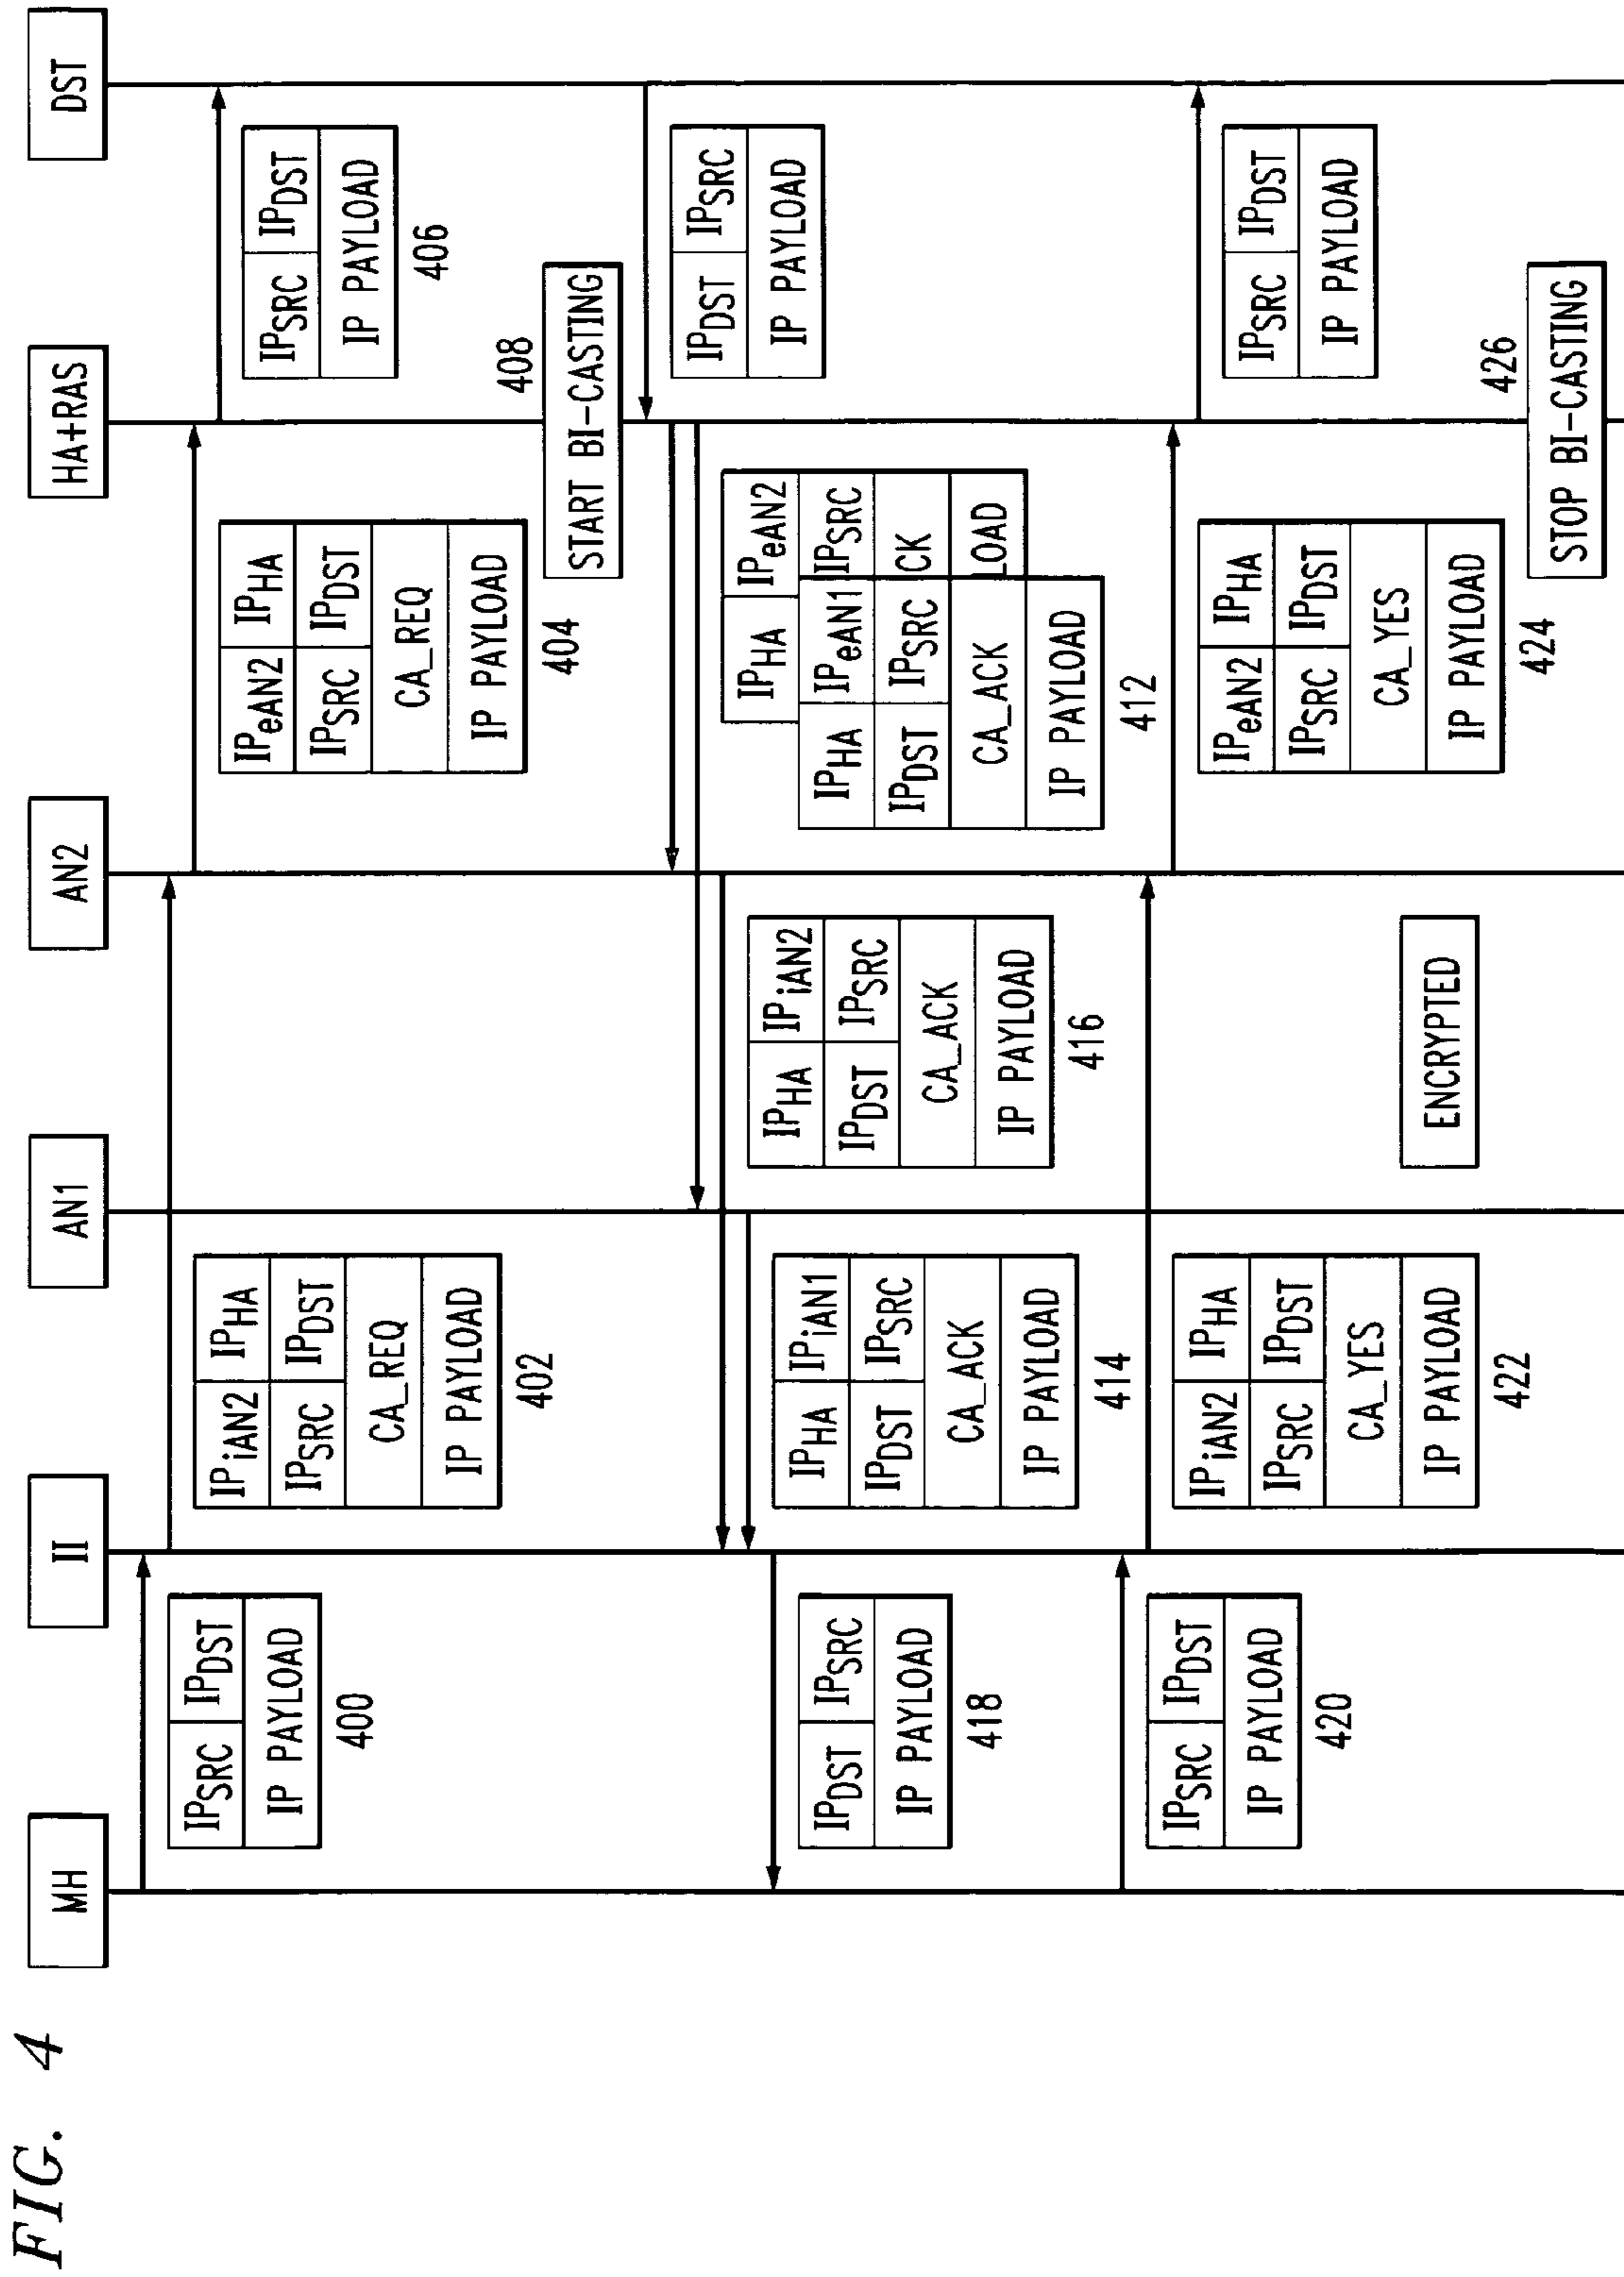 FIG. 4
MH
II
AN1
AN2
HA+RAS
DST
IPSRC IPDST
IP PAYLOAD
400
IPiAN2 IPHA
IPSRC IPDST
CA_REQ
IP PAYLOAD
402
IPeAN2 IPHA
IPSRC IPDST
CA_REQ
IP PAYLOAD
404
IPSRC IPDST
IP PAYLOAD
406
408
START BI-CASTING
IPDST IPSRC
IP PAYLOAD
IPHA IPeAN2
IPSRC
CK
LOAD
IPHA IPeAN1
IPDST IPSRC
CA_ACK
IP PAYLOAD
412
IPHA IPiAN2
IPDST IPSRC
CA_ACK
IP PAYLOAD
416
IPHA IPiAN1
IPDST IPSRC
CA_ACK
IP PAYLOAD
414
IPDST IPSRC
IP PAYLOAD
418
IPSRC IPDST
IP PAYLOAD
420
IPiAN2 IPHA
IPSRC IPDST
CA_YES
IP PAYLOAD
422
ENCRYPTED
IPeAN2 IPHA
IPSRC IPDST
CA_YES
IP PAYLOAD
424
IPSRC IPDST
IP PAYLOAD
426
STOP BI-CASTING